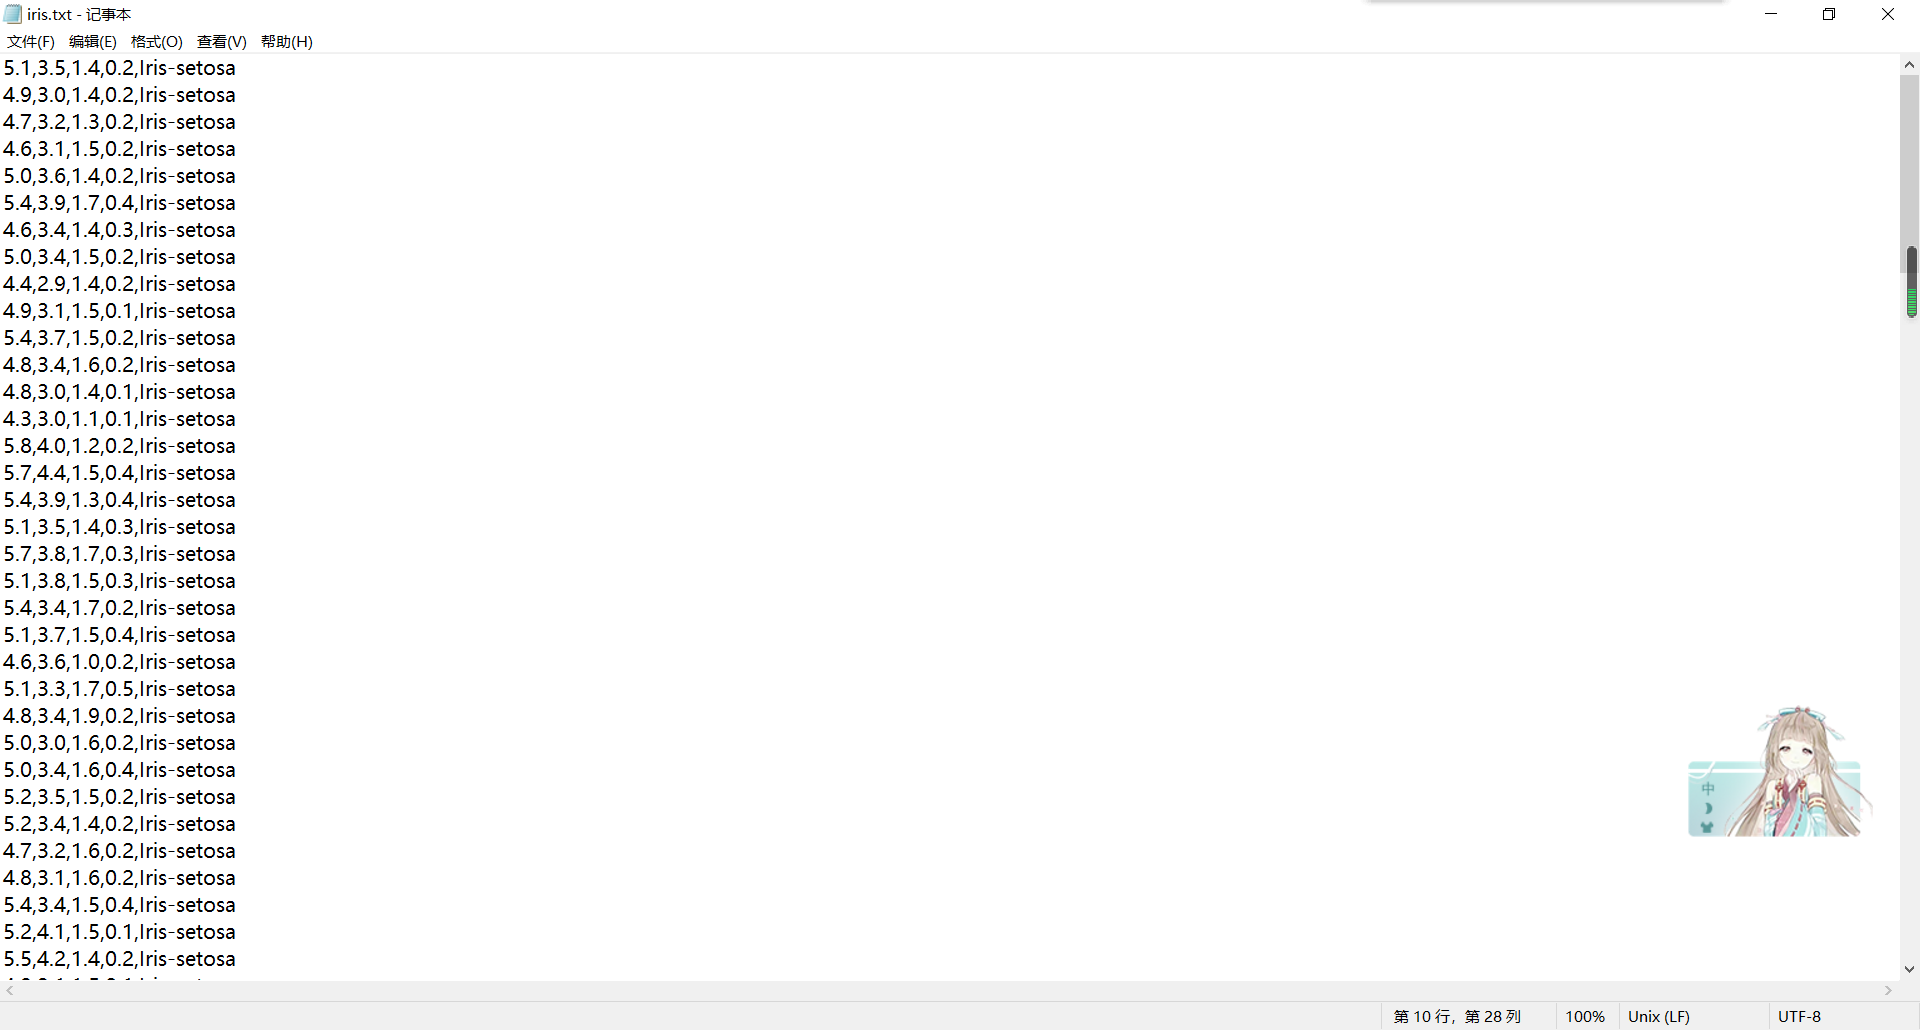 iris.txt - 记事本
文件(F) 编辑(E) 格式(O) 查看(V) 帮助(H)
5.1,3.5,1.4,0.2,Iris-setosa
4.9,3.0,1.4,0.2,Iris-setosa
4.7,3.2,1.3,0.2,Iris-setosa
4.6,3.1,1.5,0.2,Iris-setosa
5.0,3.6,1.4,0.2,Iris-setosa
5.4,3.9,1.7,0.4,Iris-setosa
4.6,3.4,1.4,0.3,Iris-setosa
5.0,3.4,1.5,0.2,Iris-setosa
4.4,2.9,1.4,0.2,Iris-setosa
4.9,3.1,1.5,0.1,Iris-setosa
5.4,3.7,1.5,0.2,Iris-setosa
4.8,3.4,1.6,0.2,Iris-setosa
4.8,3.0,1.4,0.1,Iris-setosa
4.3,3.0,1.1,0.1,Iris-setosa
5.8,4.0,1.2,0.2,Iris-setosa
5.7,4.4,1.5,0.4,Iris-setosa
5.4,3.9,1.3,0.4,Iris-setosa
5.1,3.5,1.4,0.3,Iris-setosa
5.7,3.8,1.7,0.3,Iris-setosa
5.1,3.8,1.5,0.3,Iris-setosa
5.4,3.4,1.7,0.2,Iris-setosa
5.1,3.7,1.5,0.4,Iris-setosa
4.6,3.6,1.0,0.2,Iris-setosa
5.1,3.3,1.7,0.5,Iris-setosa
4.8,3.4,1.9,0.2,Iris-setosa
5.0,3.0,1.6,0.2,Iris-setosa
5.0,3.4,1.6,0.4,Iris-setosa
5.2,3.5,1.5,0.2,Iris-setosa
5.2,3.4,1.4,0.2,Iris-setosa
4.7,3.2,1.6,0.2,Iris-setosa
4.8,3.1,1.6,0.2,Iris-setosa
5.4,3.4,1.5,0.4,Iris-setosa
5.2,4.1,1.5,0.1,Iris-setosa
5.5,4.2,1.4,0.2,Iris-setosa
中
第 10 行，第 28 列 100% Unix (LF) UTF-8